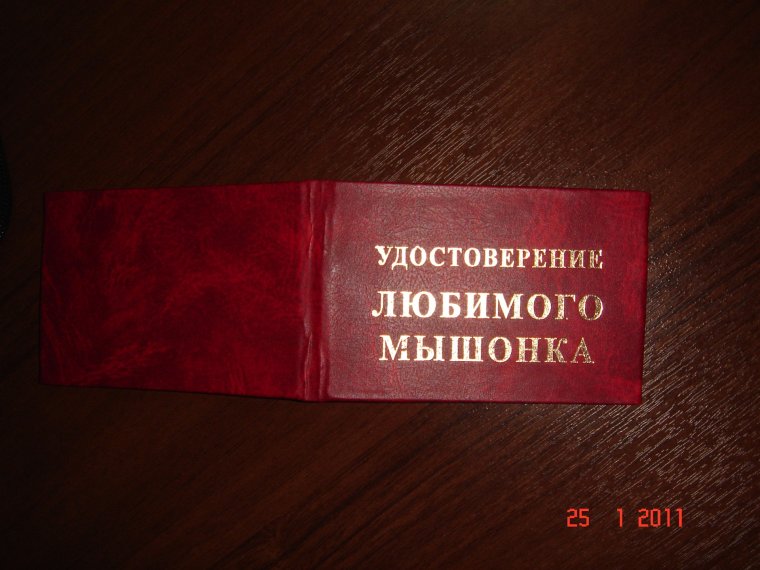 УДОСТОВЕРЕНИЕ
ЛЮБИМОГО
МЫШОНКА
25 1 2011